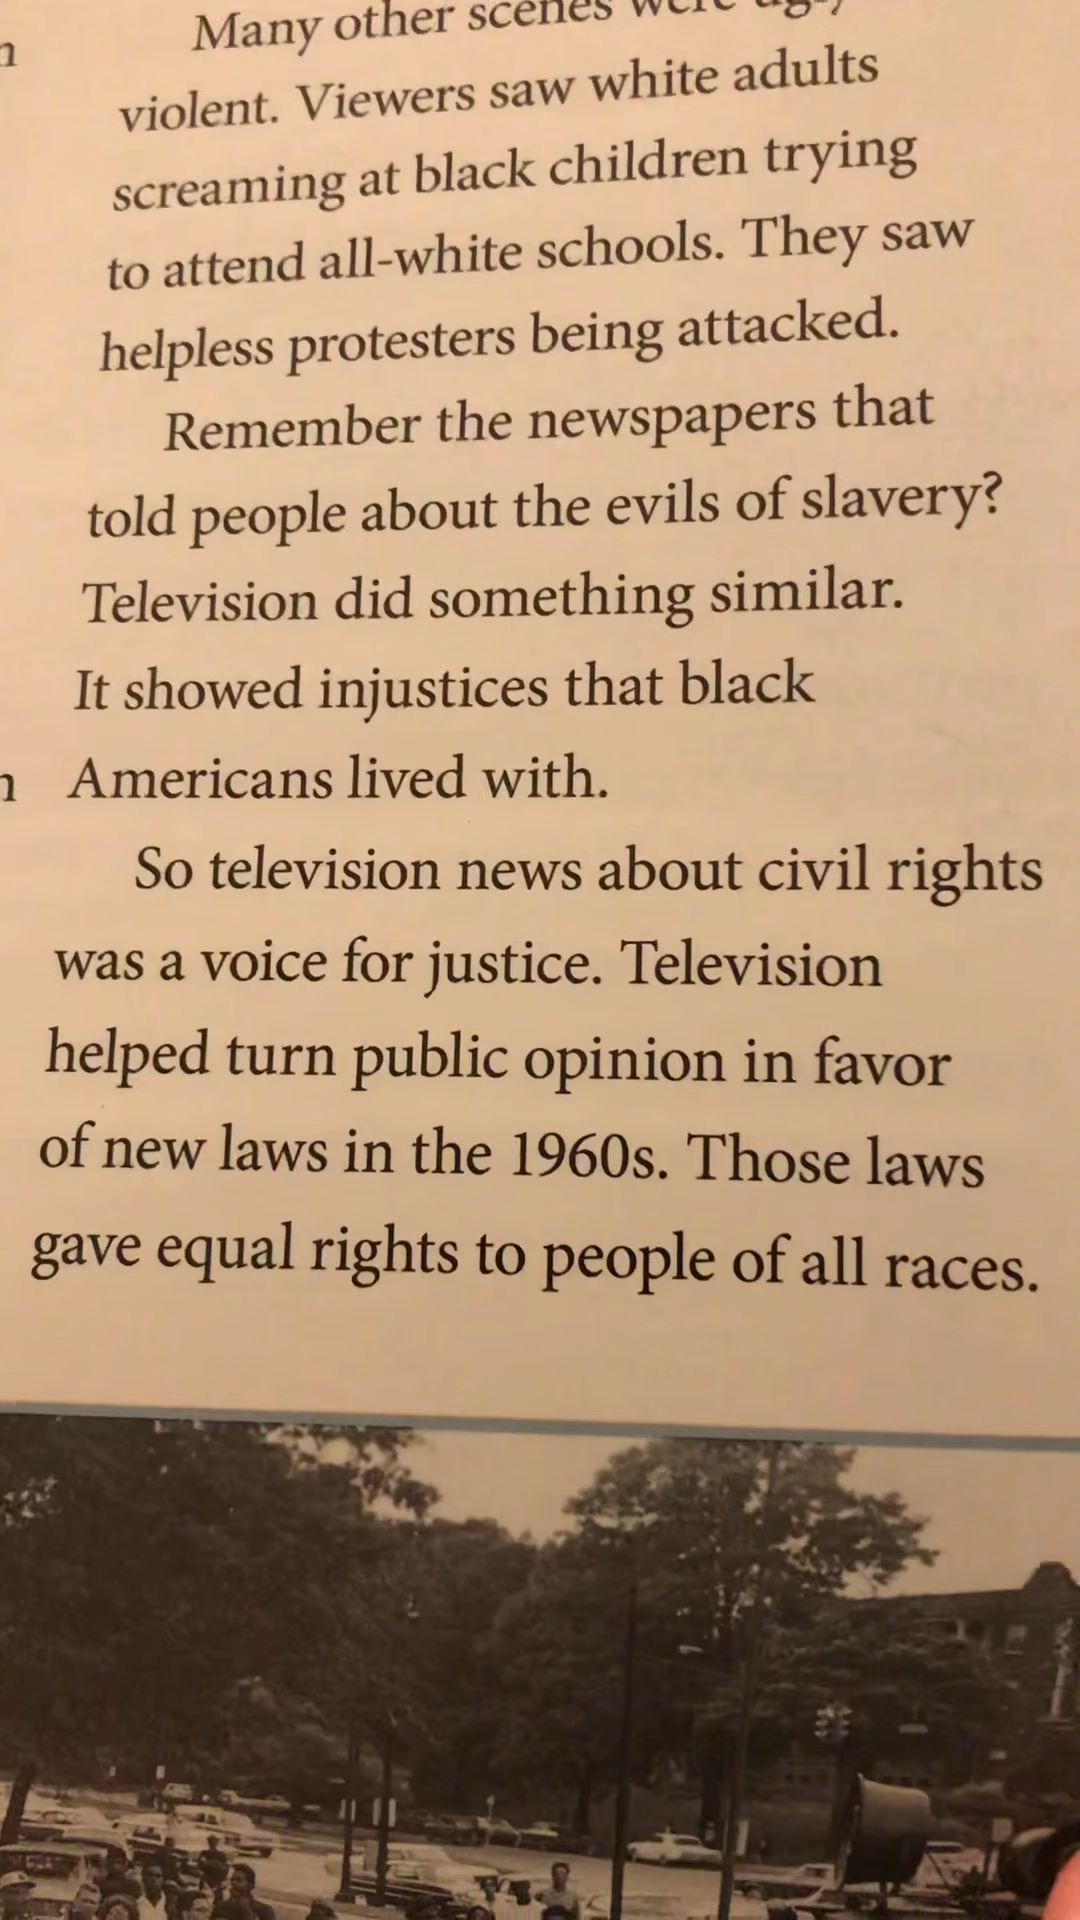 Many other scenes were ugly
violent. Viewers saw white adults
screaming at black children trying
to attend all-white schools. They saw
helpless protesters being attacked.
Remember the newspapers that
told people about the evils of slavery?
Television did something similar.
It showed injustices that black
Americans lived with.
So television news about civil rights
was a voice for justice. Television
helped turn public opinion in favor
of new laws in the 1960s. Those laws
gave equal rights to people of all races.